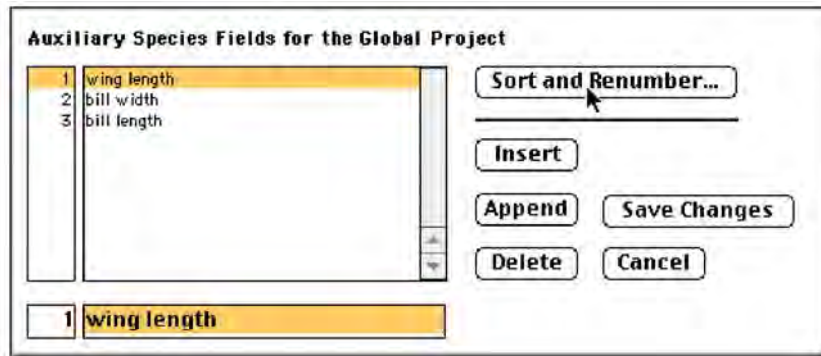 Auxiliary Species Fields for the Global Project
1 wing length
2 bill width
3 bill length
Sort and Renumber...
Insert
Append
Save Changes
Delete
Cancel
1 wing length